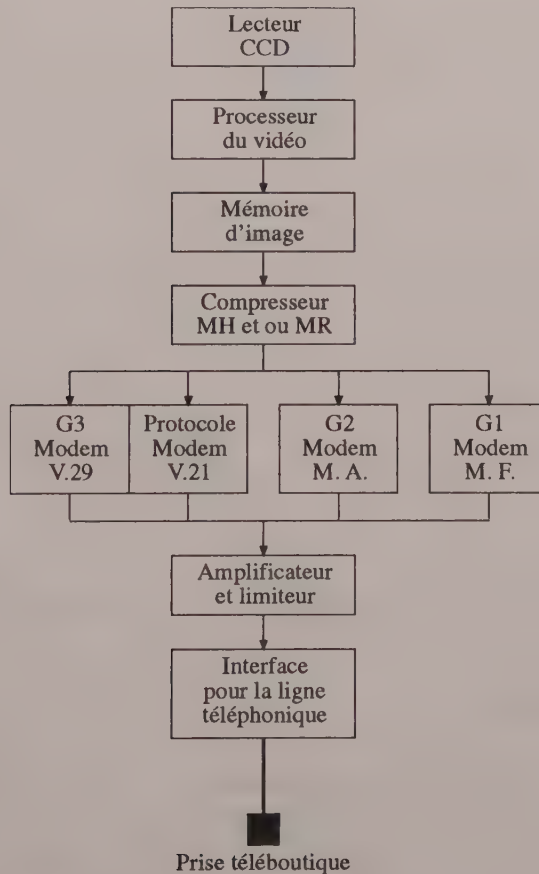 Lecteur
CCD
Processeur
du vidéo
Mémoire
d'image
Compresseur
MH et ou MR
G3
Modem
V.29
Protocole
Modem
V.21
G2
Modem
M. A.
G1
Modem
M. F.
Amplificateur
et limiteur
Interface
pour la ligne
téléphonique
Prise téléboutique